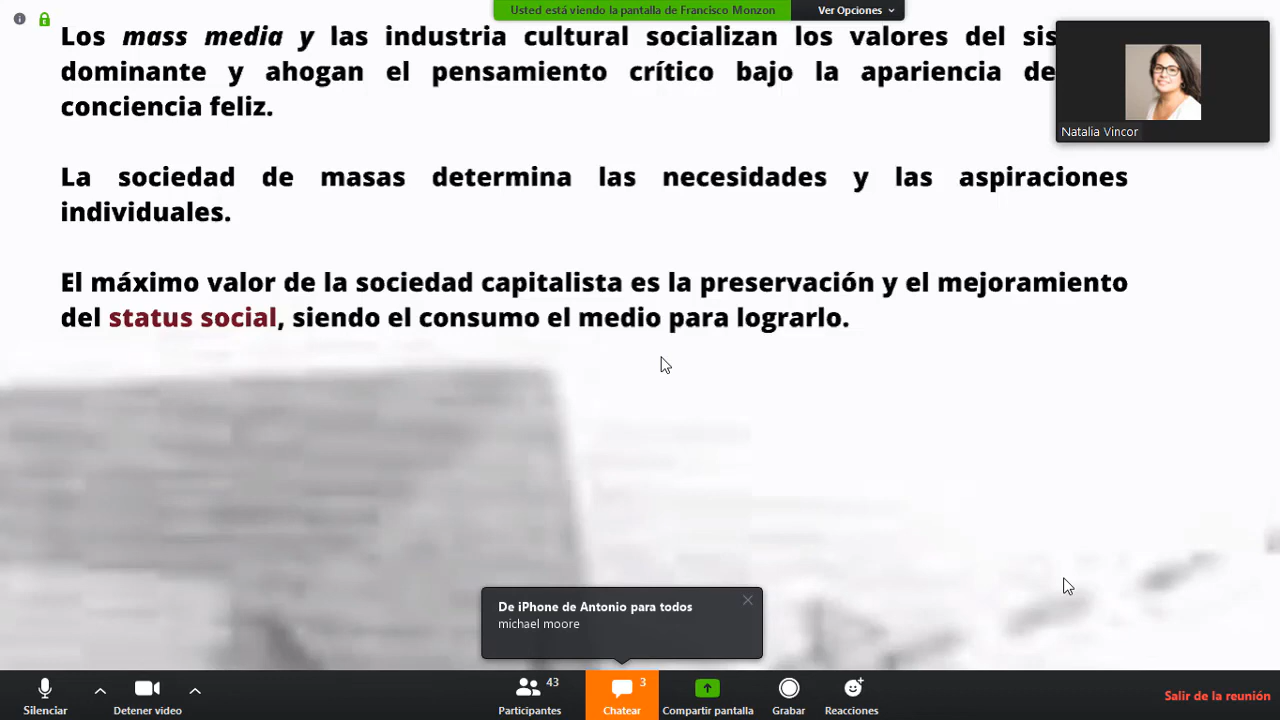 Usted está viendo la pantalla de Francisco Monzon
Ver Opciones
Los mass media y las industria cultural socializan los valores del sis
dominante y ahogan el pensamiento crítico bajo la apariencia de
conciencia feliz.
Natalia Vincor
La sociedad de masas determina las necesidades y las aspiraciones
individuales.
El máximo valor de la sociedad capitalista es la preservación y el mejoramiento
del status social, siendo el consumo el medio para lograrlo.
De iPhone de Antonio para todos
michael moore
Silenciar
Detener video
43
Participantes
3
Chatear
Compartir pantalla
Grabar
Reacciones
Salir de la reunión